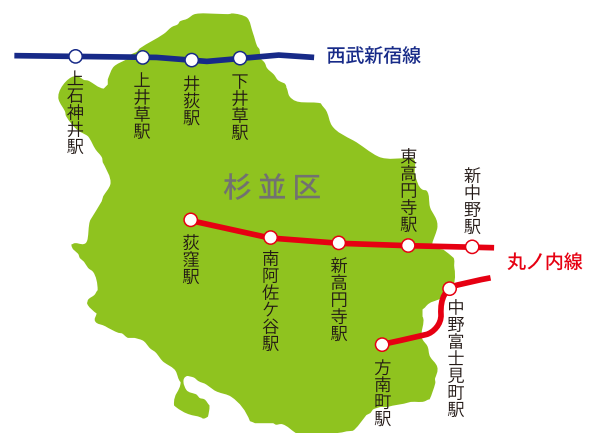 西武新宿線
上石神井駅
上井草駅
井荻駅
下井草駅
杉並区
東高円寺駅
新中野駅
荻窪駅
南阿佐ケ谷駅
新高円寺駅
丸ノ内線
中野富士見町駅
方南町駅